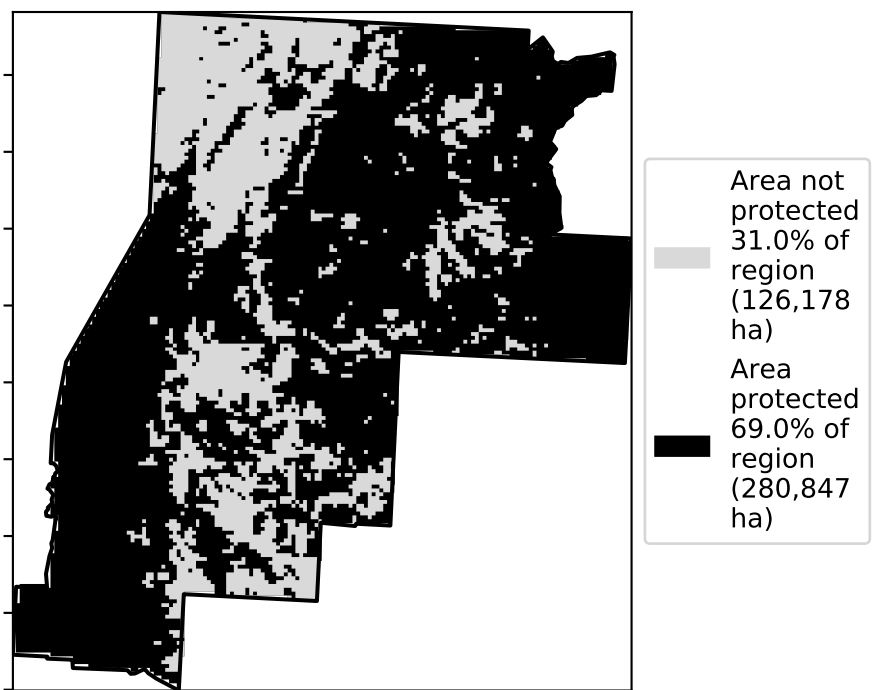 Area not
protected
31.0% of
region
(126,178
ha)
Area
protected
69.0% of
region
(280,847
ha)